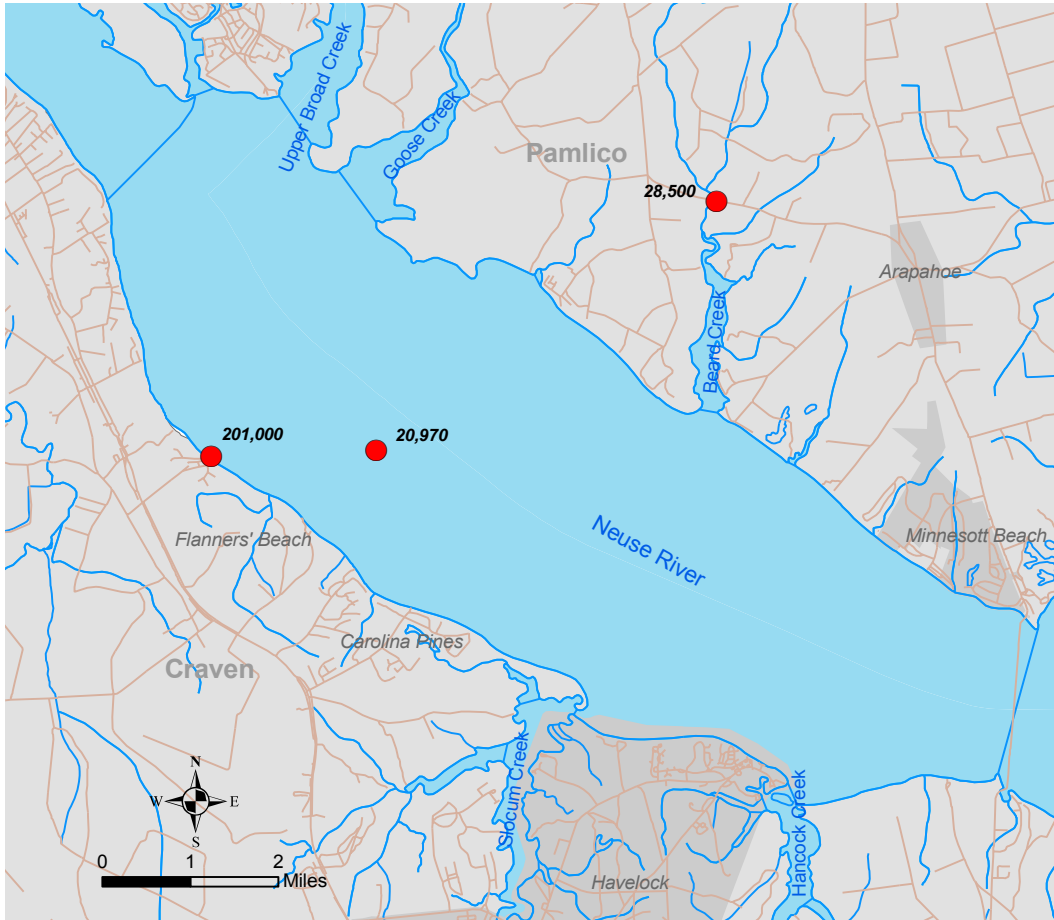 Upper Broad Creek
Goose Creek
Pamlico
28,500
Arapahoe
Beard Creek
201,000
20,970
Neuse River
Flanners' Beach
Minnesott Beach
Carolina Pines
Craven
N
W E
S
Slocum Creek
Hancock Creek
0 1 2
Miles
Havelock